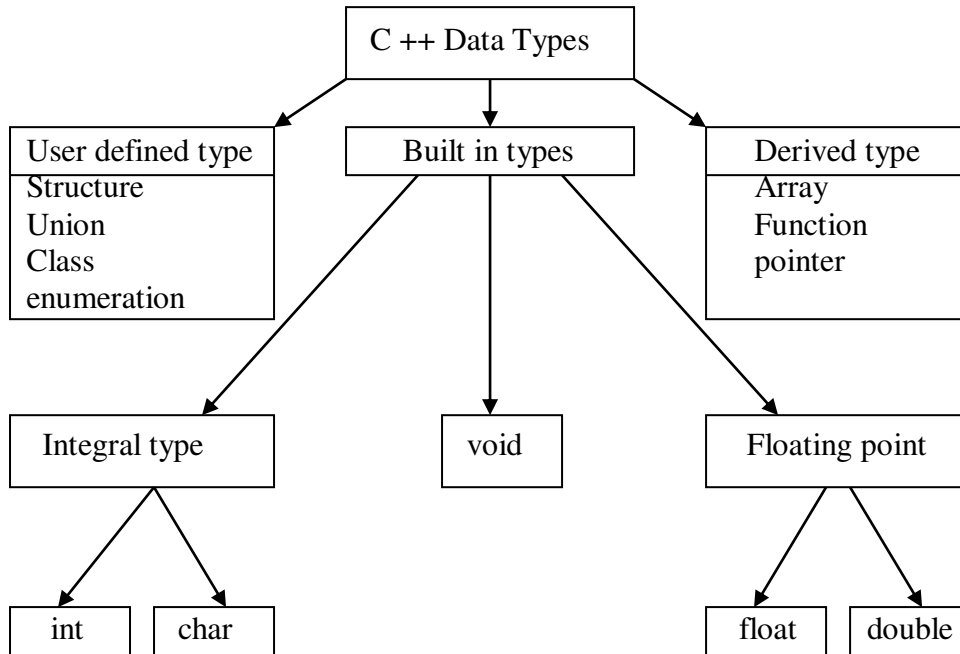 C ++ Data Types
User defined type
Structure
Union
Class
enumeration
Built in types
Derived type
Array
Function
pointer
Integral type
void
Floating point
int
char
float
double